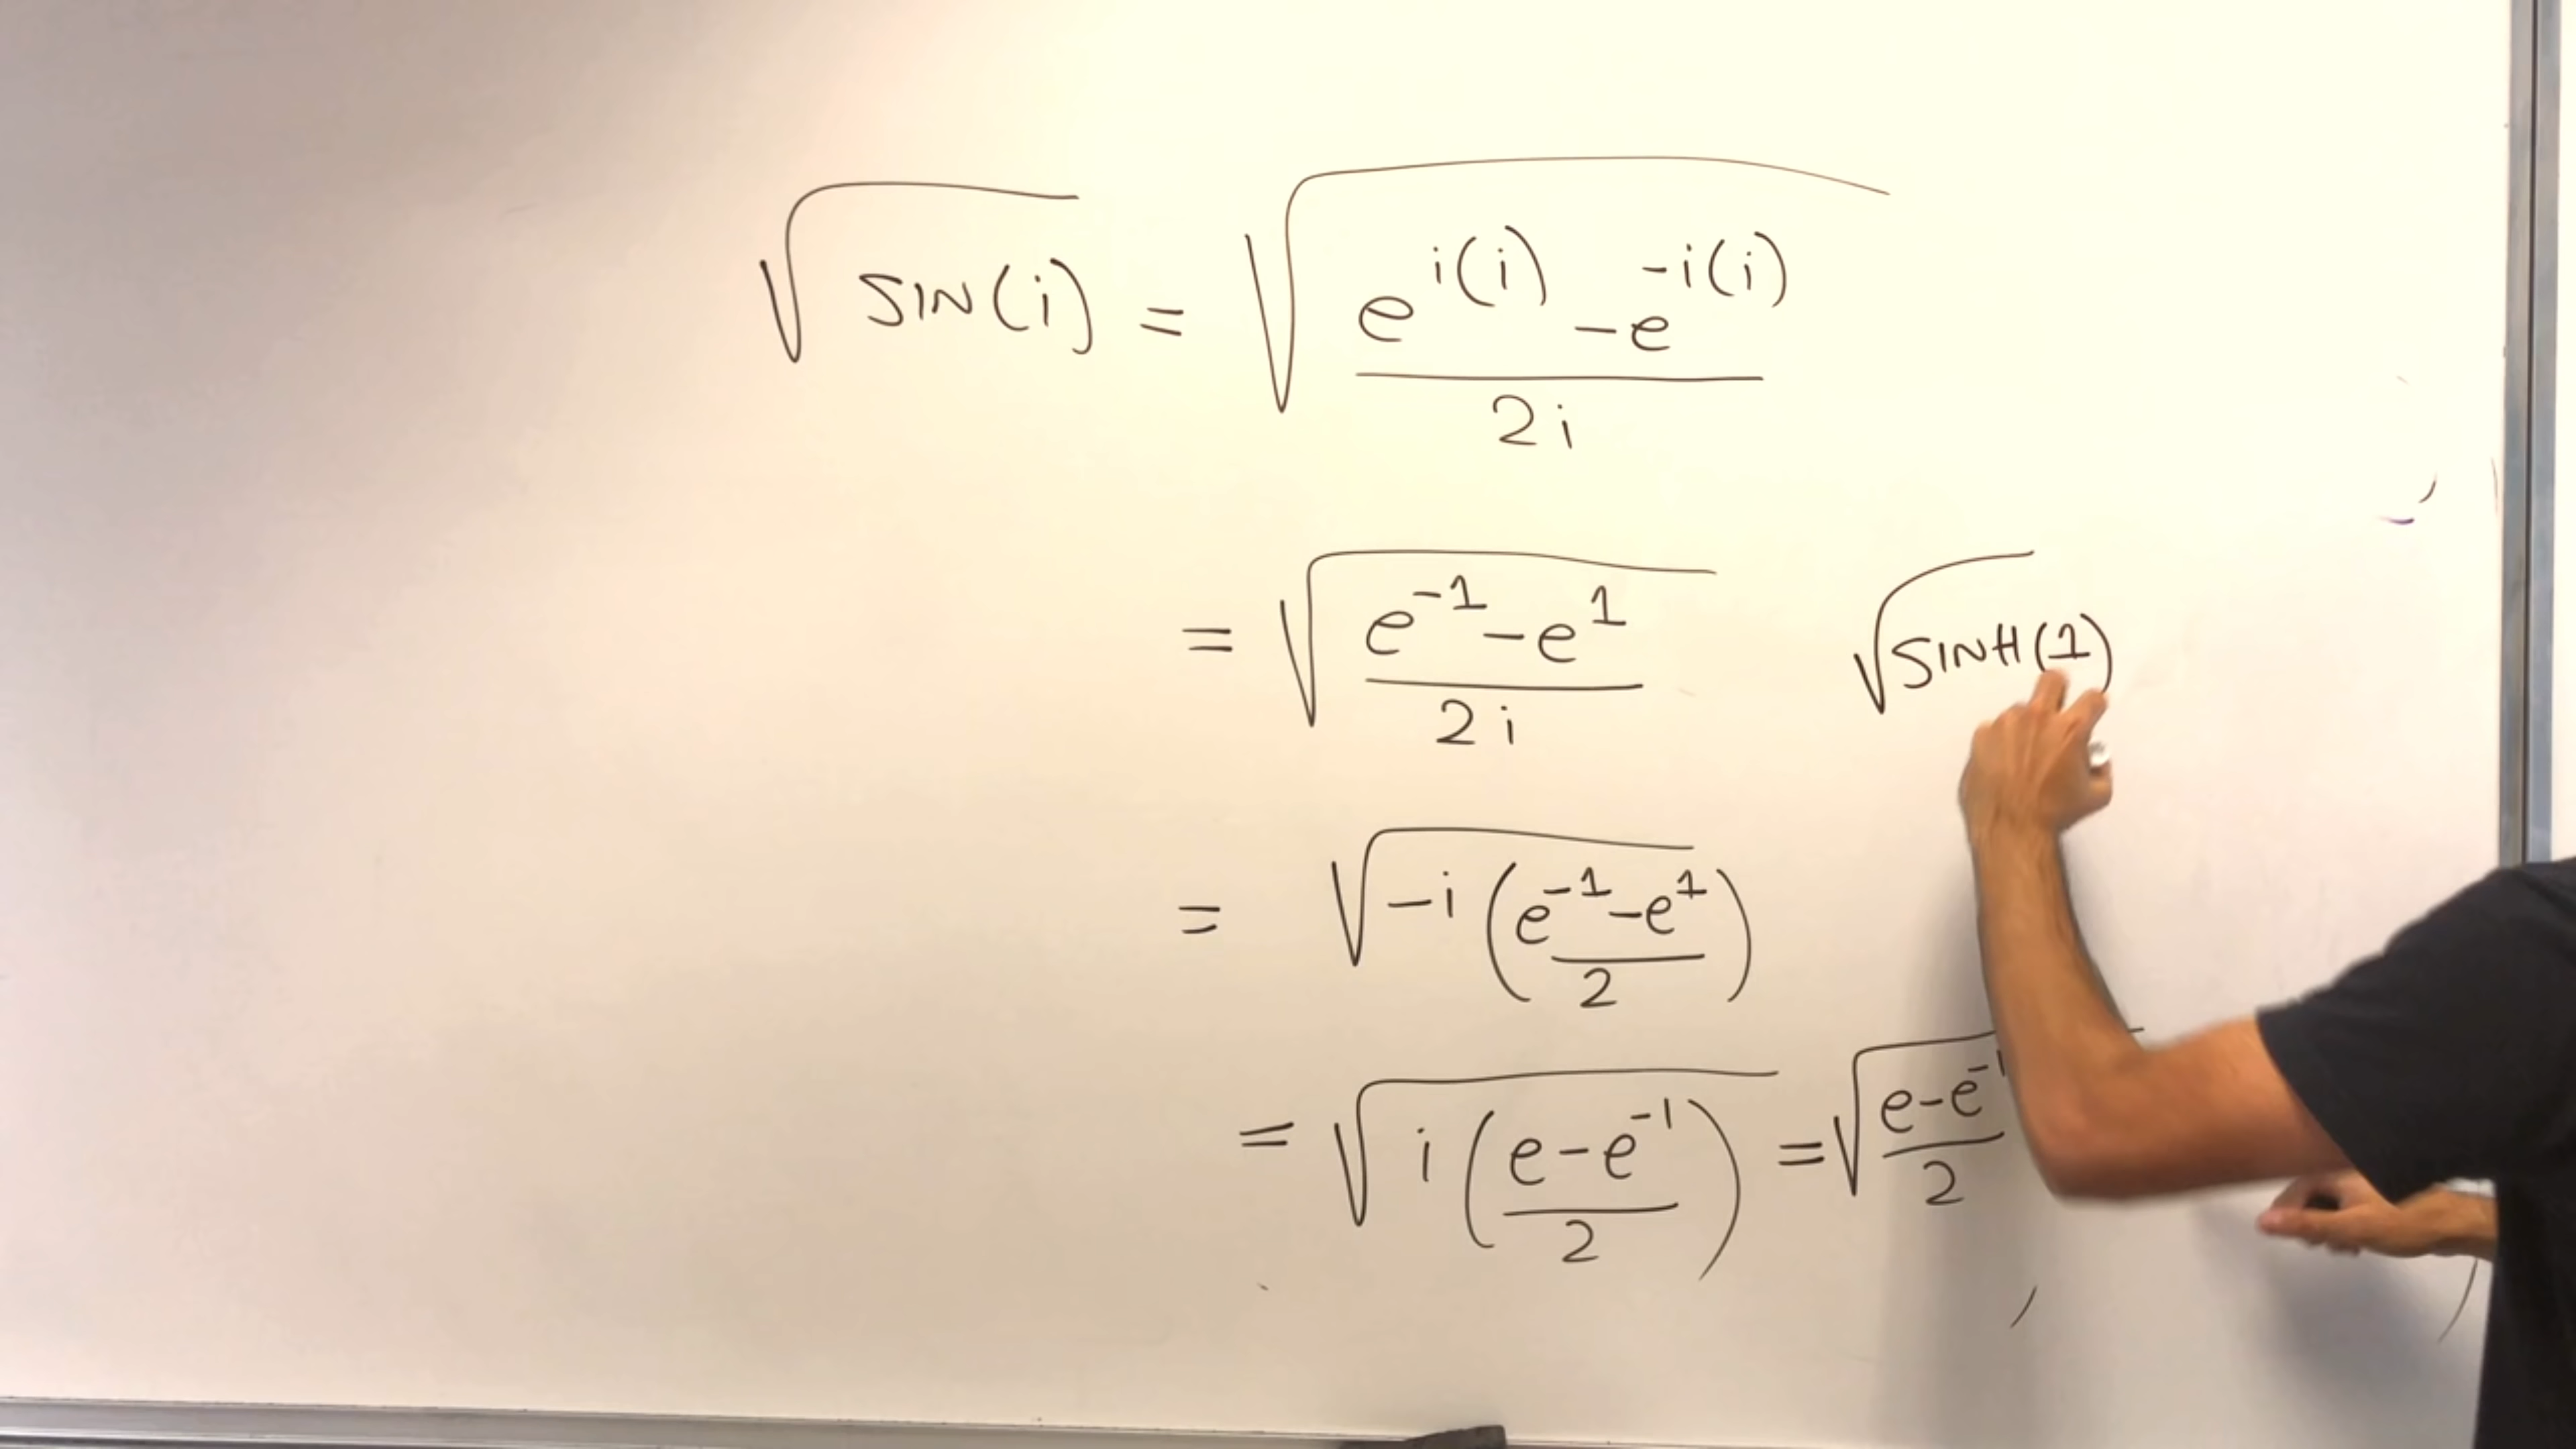 √SIN(i) = √((e^(i(i)) - e^(-i(i)))/(2i))
= √((e^(-1) - e^1)/(2i))
√SINH(1)
= √(-i((e^(-1) - e^1)/2))
= √(i((e - e^(-1))/2)) = √((e - e^(-1))/2)